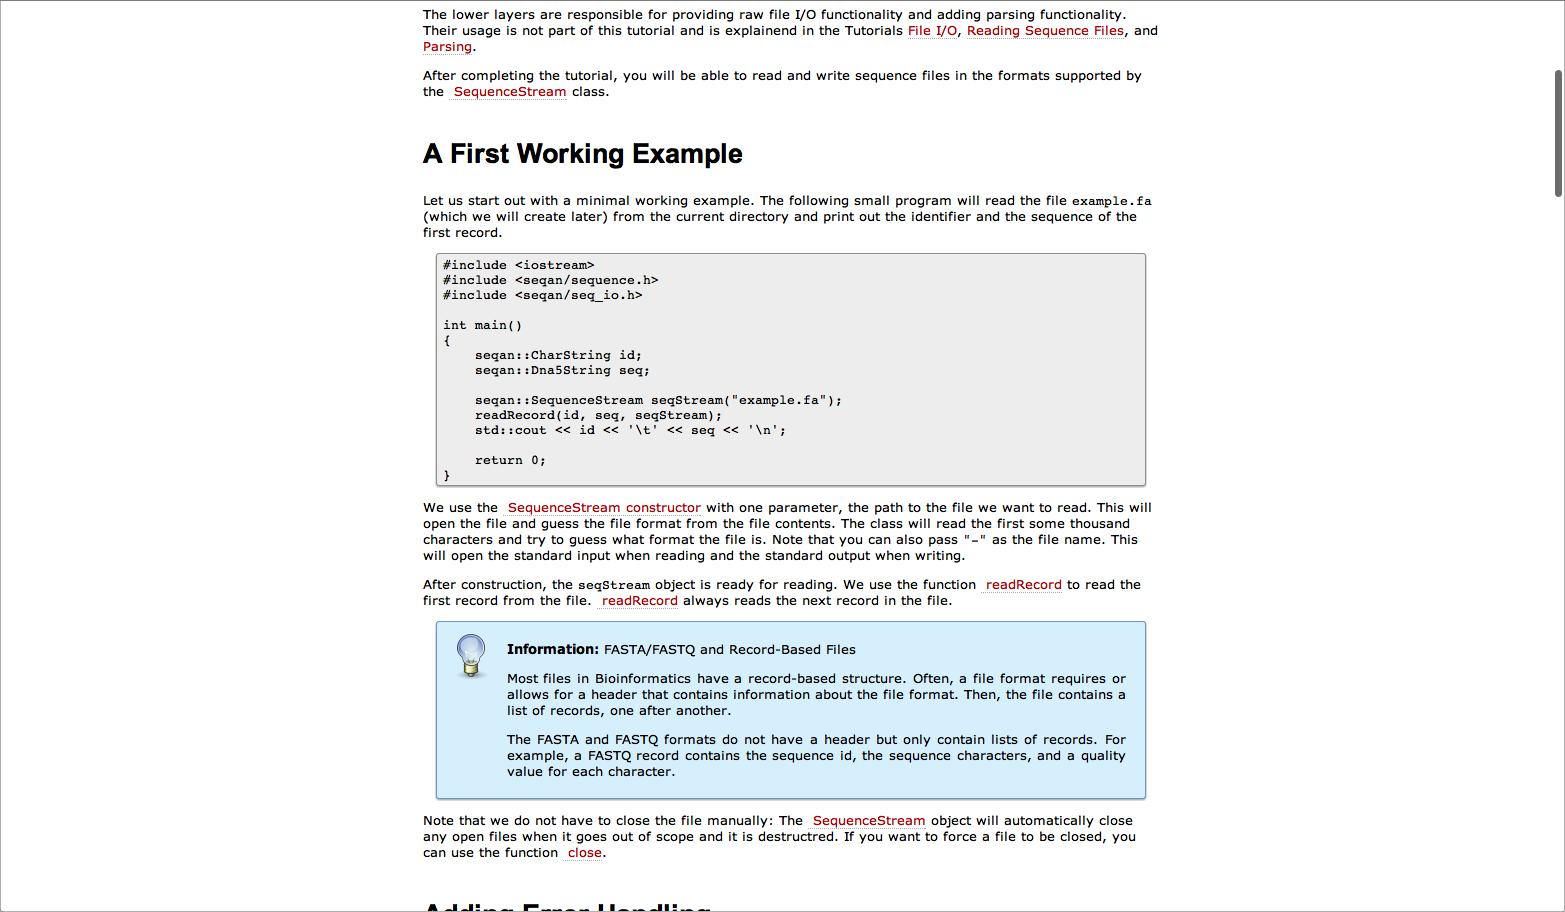 The lower layers are responsible for providing raw file I/O functionality and adding parsing functionality.
Their usage is not part of this tutorial and is explainend in the Tutorials File I/O, Reading Sequence Files, and
Parsing.
After completing the tutorial, you will be able to read and write sequence files in the formats supported by
the SequenceStream class.
A First Working Example
Let us start out with a minimal working example. The following small program will read the file example.fa
(which we will create later) from the current directory and print out the identifier and the sequence of the
first record.
#include <iostream>
#include <seqan/sequence.h>
#include <seqan/seq_io.h>
int main()
{
    seqan::CharString id;
    seqan::Dna5String seq;
    seqan::SequenceStream seqStream("example.fa");
    readRecord(id, seq, seqStream);
    std::cout << id << '\t' << seq << '\n';
    return 0;
}
We use the SequenceStream constructor with one parameter, the path to the file we want to read. This will
open the file and guess the file format from the file contents. The class will read the first some thousand
characters and try to guess what format the file is. Note that you can also pass "-" as the file name. This
will open the standard input when reading and the standard output when writing.
After construction, the seqStream object is ready for reading. We use the function readRecord to read the
first record from the file. readRecord always reads the next record in the file.
Information: FASTA/FASTQ and Record-Based Files
Most files in Bioinformatics have a record-based structure. Often, a file format requires or
allows for a header that contains information about the file format. Then, the file contains a
list of records, one after another.
The FASTA and FASTQ formats do not have a header but only contain lists of records. For
example, a FASTQ record contains the sequence id, the sequence characters, and a quality
value for each character.
Note that we do not have to close the file manually: The SequenceStream object will automatically close
any open files when it goes out of scope and it is destructred. If you want to force a file to be closed, you
can use the function close.
Adding Error Handling